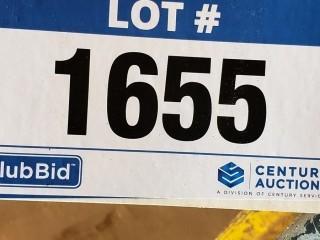 LOT #
1655
lubBid
CENTUR
AUCTION
A DIVISION OF CENTURY SERVIC